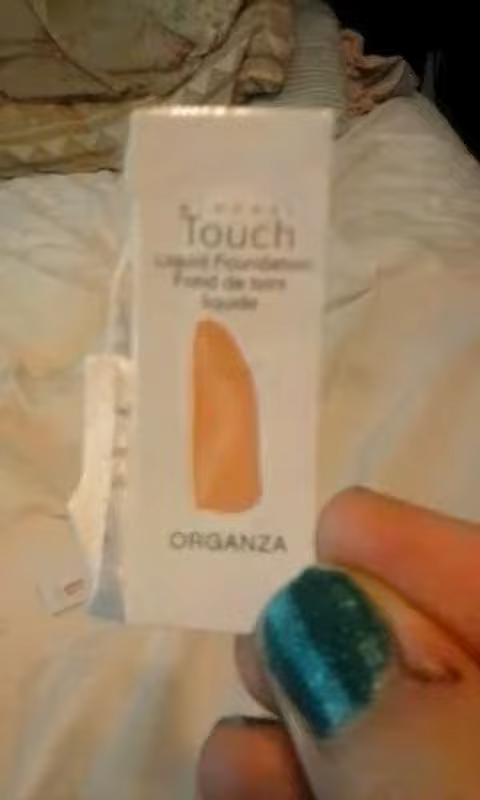 Touch
Liquid Foundation
Fond de teint
liquide
ORGANZA